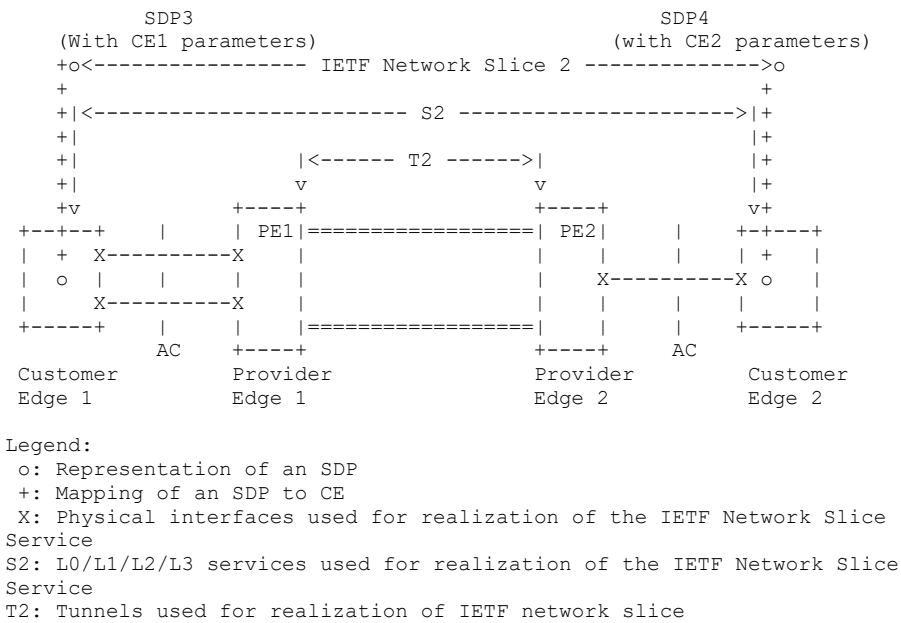 SDP3                                        SDP4
     (With CE1 parameters)                       (with CE2 parameters)
     +o<----------------- IETF Network Slice 2 -------------->o
     +                                                        +
     +|<------------------------- S2 ---------------------->|+
     +|                                                     |+
     +|                  |<------ T2 ------>|               |+
     +|                  v                  v               |+
     +v            +----+                   +----+          v+
  +--+--+    |     | PE1|==================| PE2|     |    +-+---+
  |  +  X----------X    |                  |    |     |    | +   |
  |  o  |    |     |    |                  |    X----------X o   |
  |     X----------X    |                  |    |     |    |     |
  +-----+    |     |    |==================|    |     |    +-----+
             AC    +----+                  +----+     AC
  Customer         Provider                Provider         Customer
  Edge 1           Edge 1                  Edge 2           Edge 2
Legend:
 o: Representation of an SDP
 +: Mapping of an SDP to CE
 X: Physical interfaces used for realization of the IETF Network Slice
Service
S2: L0/L1/L2/L3 services used for realization of the IETF Network Slice
Service
T2: Tunnels used for realization of IETF network slice